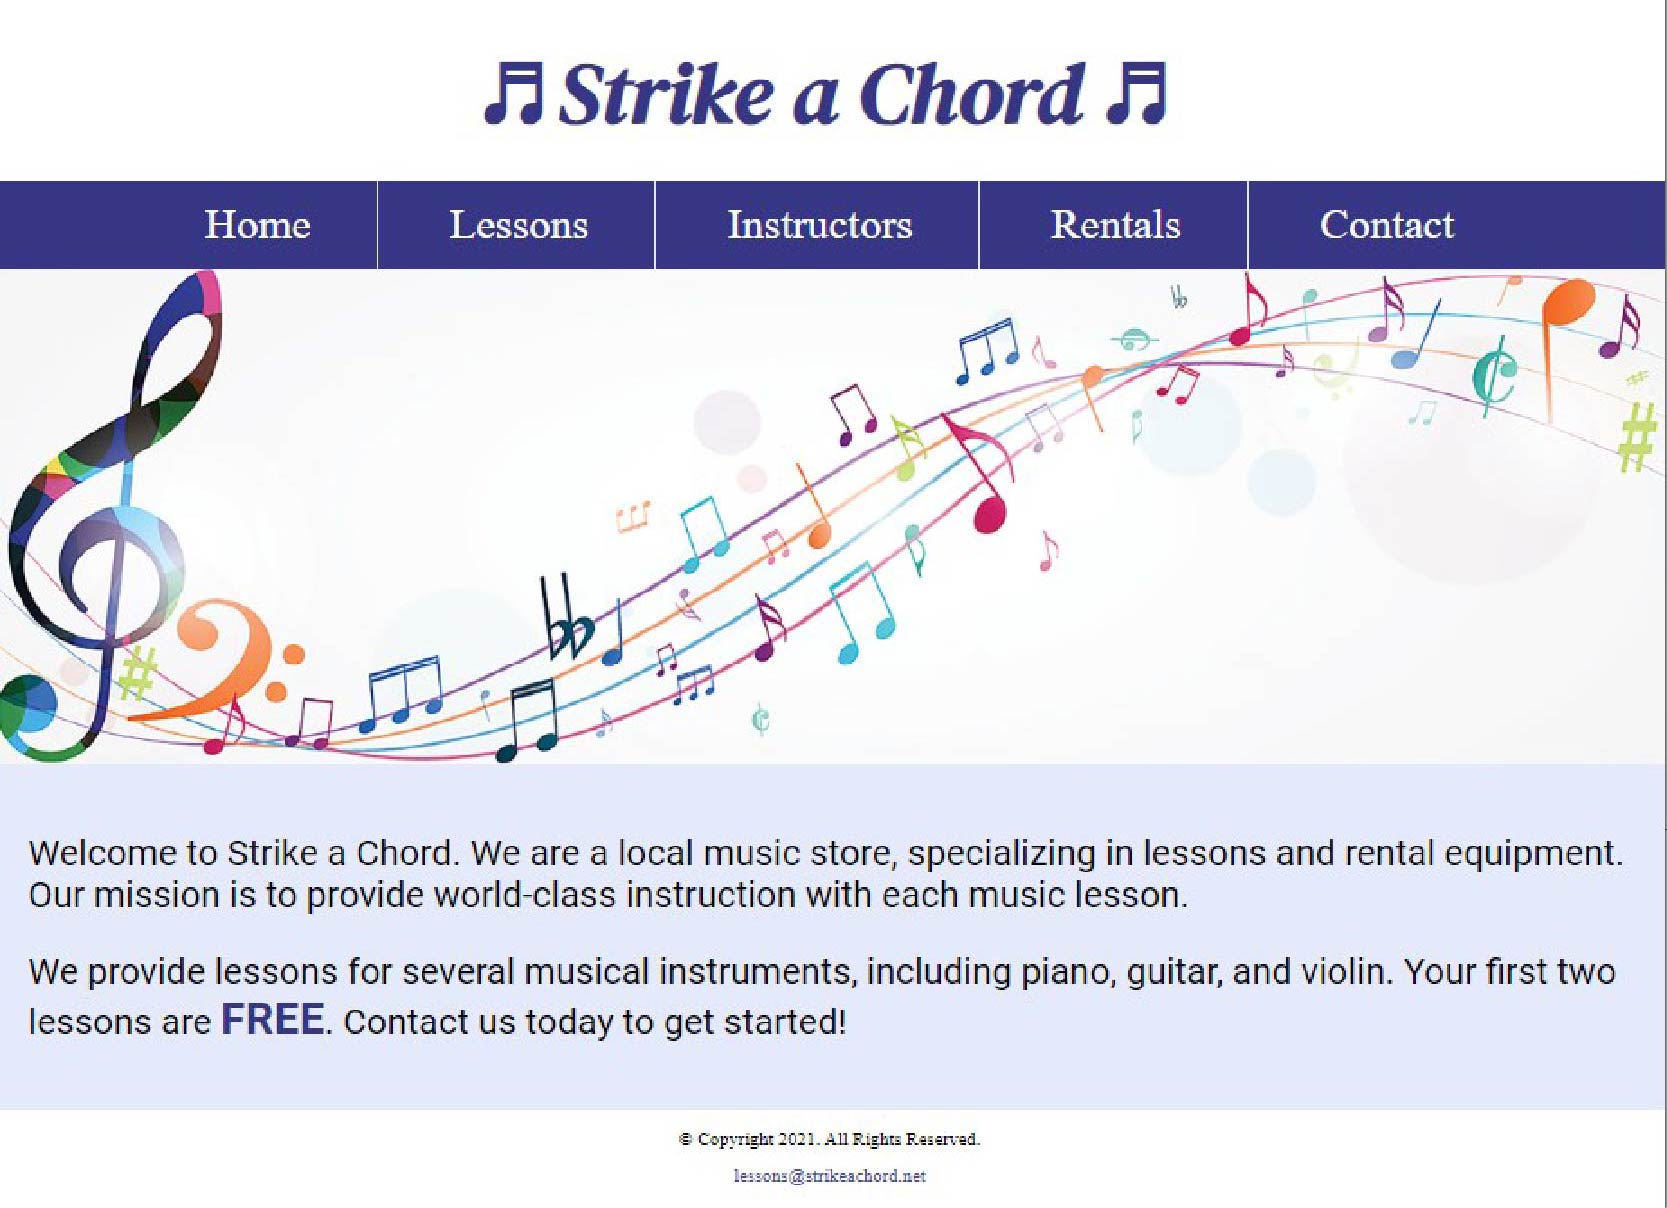 🎜 Strike a Chord 🎜
Home Lessons Instructors Rentals Contact
Welcome to Strike a Chord. We are a local music store, specializing in lessons and rental equipment.
Our mission is to provide world-class instruction with each music lesson.
We provide lessons for several musical instruments, including piano, guitar, and violin. Your first two
lessons are FREE. Contact us today to get started!
© Copyright 2021. All Rights Reserved.
lessons@strikeachord.net